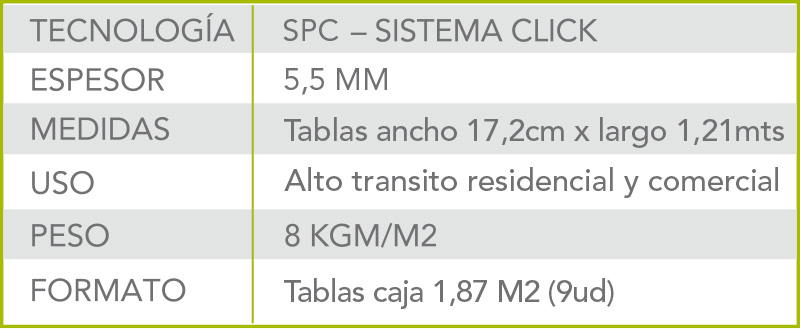 TECNOLOGÍA SPC – SISTEMA CLICK
ESPESOR 5,5 MM
MEDIDAS Tablas ancho 17,2cm x largo 1,21mts
USO Alto transito residencial y comercial
PESO 8 KGM/M2
FORMATO Tablas caja 1,87 M2 (9ud)